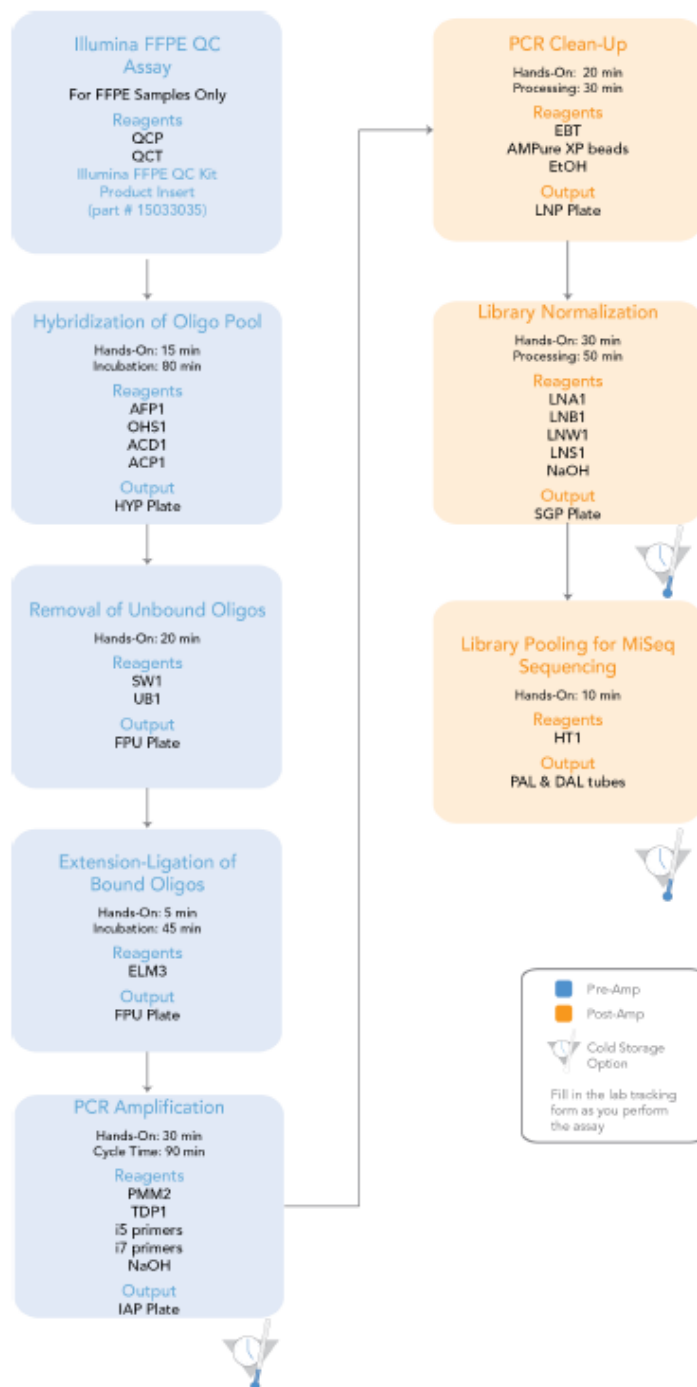 Illumina FFPE QC
Assay
For FFPE Samples Only
Reagents
QCP
QCT
Illumina FFPE QC Kit
Product Insert
(part # 15033035)
Hybridization of Oligo Pool
Hands-On: 15 min
Incubation: 80 min
Reagents
AFP1
OHS1
ACD1
ACP1
Output
HYP Plate
Removal of Unbound Oligos
Hands-On: 20 min
Reagents
SW1
UB1
Output
FPU Plate
Extension-Ligation of
Bound Oligos
Hands-On: 5 min
Incubation: 45 min
Reagents
ELM3
Output
FPU Plate
PCR Amplification
Hands-On: 30 min
Cycle Time: 90 min
Reagents
PMM2
TDP1
i5 primers
i7 primers
NaOH
Output
IAP Plate
PCR Clean-Up
Hands-On: 20 min
Processing: 30 min
Reagents
EBT
AMPure XP beads
EtOH
Output
LNP Plate
Library Normalization
Hands-On: 30 min
Processing: 50 min
Reagents
LNA1
LNB1
LNW1
LNS1
NaOH
Output
SGP Plate
Library Pooling for MiSeq
Sequencing
Hands-On: 10 min
Reagents
HT1
Output
PAL & DAL tubes
Pre-Amp
Post-Amp
Cold Storage
Option
Fill in the lab tracking
form as you perform
the assay